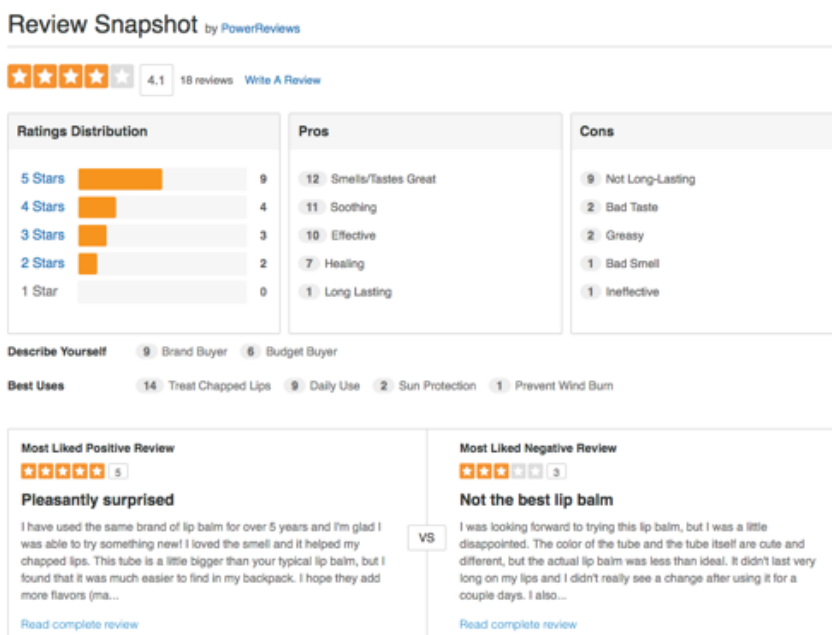 Review Snapshot by PowerReviews
4.1 18 reviews Write A Review
Ratings Distribution
5 Stars 9
4 Stars 4
3 Stars 3
2 Stars 2
1 Star 0
Pros
12 Smells/Tastes Great
11 Soothing
10 Effective
7 Healing
1 Long Lasting
Cons
9 Not Long-Lasting
2 Bad Taste
2 Greasy
1 Bad Smell
1 Ineffective
Describe Yourself 9 Brand Buyer 6 Budget Buyer
Best Uses 14 Treat Chapped Lips 9 Daily Use 2 Sun Protection 1 Prevent Wind Burn
Most Liked Positive Review
5
Pleasantly surprised
I have used the same brand of lip balm for over 5 years and I'm glad I
was able to try something new! I loved the smell and it helped my
chapped lips. This tube is a little bigger than your typical lip balm, but I
found that it was much easier to find in my backpack. I hope they add
more flavors (ma...
Read complete review
VS
Most Liked Negative Review
3
Not the best lip balm
I was looking forward to trying this lip balm, but I was a little
disappointed. The color of the tube and the tube itself are cute and
different, but the actual lip balm was less than ideal. It didn't last very
long on my lips and I didn't really see a change after using it for a
couple days. I also...
Read complete review